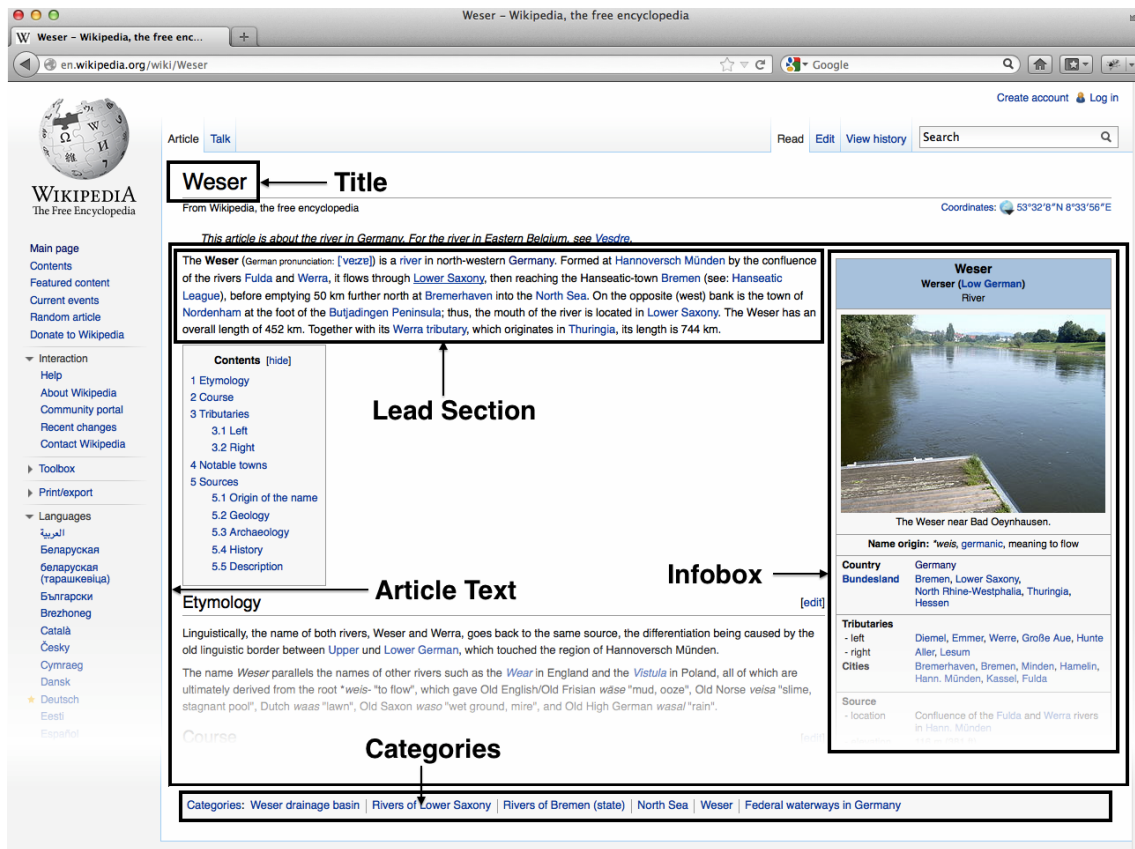 Weser – Wikipedia, the free encyclopedia
W Weser – Wikipedia, the free enc...
en.wikipedia.org/wiki/Weser
Google
Create account Log in
Article Talk
Read Edit View history Search
WIKIPEDIA
The Free Encyclopedia
Weser
Title
From Wikipedia, the free encyclopedia
Coordinates: 53°32′8″N 8°33′56″E
This article is about the river in Germany. For the river in Eastern Belgium, see Vesdre.
Main page
Contents
Featured content
Current events
Random article
Donate to Wikipedia
Interaction
Help
About Wikipedia
Community portal
Recent changes
Contact Wikipedia
Toolbox
Print/export
Languages
العربية
Беларуская
беларуская
(тарашкевіца)
Български
Brezhoneg
Català
Česky
Cymraeg
Dansk
Deutsch
Eesti
Español
The Weser (German pronunciation: [ˈveːzɐ]) is a river in north-western Germany. Formed at Hannoversch Münden by the confluence
of the rivers Fulda and Werra, it flows through Lower Saxony, then reaching the Hanseatic-town Bremen (see: Hanseatic
League), before emptying 50 km further north at Bremerhaven into the North Sea. On the opposite (west) bank is the town of
Nordenham at the foot of the Butjadingen Peninsula; thus, the mouth of the river is located in Lower Saxony. The Weser has an
overall length of 452 km. Together with its Werra tributary, which originates in Thuringia, its length is 744 km.
Lead Section
Contents [hide]
1 Etymology
2 Course
3 Tributaries
3.1 Left
3.2 Right
4 Notable towns
5 Sources
5.1 Origin of the name
5.2 Geology
5.3 Archaeology
5.4 History
5.5 Description
Article Text
Infobox
Etymology [edit]
Linguistically, the name of both rivers, Weser and Werra, goes back to the same source, the differentiation being caused by the
old linguistic border between Upper und Lower German, which touched the region of Hannoversch Münden.
The name Weser parallels the names of other rivers such as the Wear in England and the Vistula in Poland, all of which are
ultimately derived from the root *weis- "to flow", which gave Old English/Old Frisian wāse "mud, ooze", Old Norse veisa "slime,
stagnant pool", Dutch waas "lawn", Old Saxon waso "wet ground, mire", and Old High German wasal "rain".
Course [edit]
Weser
Werser (Low German)
River
The Weser near Bad Oeynhausen.
Name origin: *weis, germanic, meaning to flow
Country Germany
Bundesland Bremen, Lower Saxony,
North Rhine-Westphalia, Thuringia,
Hessen
Tributaries
- left Diemel, Emmer, Werre, Große Aue, Hunte
- right Aller, Lesum
Cities Bremerhaven, Bremen, Minden, Hamelin,
Hann. Münden, Kassel, Fulda
Source
- location Confluence of the Fulda and Werra rivers
in Hann. Münden
Categories
Categories: Weser drainage basin | Rivers of Lower Saxony | Rivers of Bremen (state) | North Sea | Weser | Federal waterways in Germany